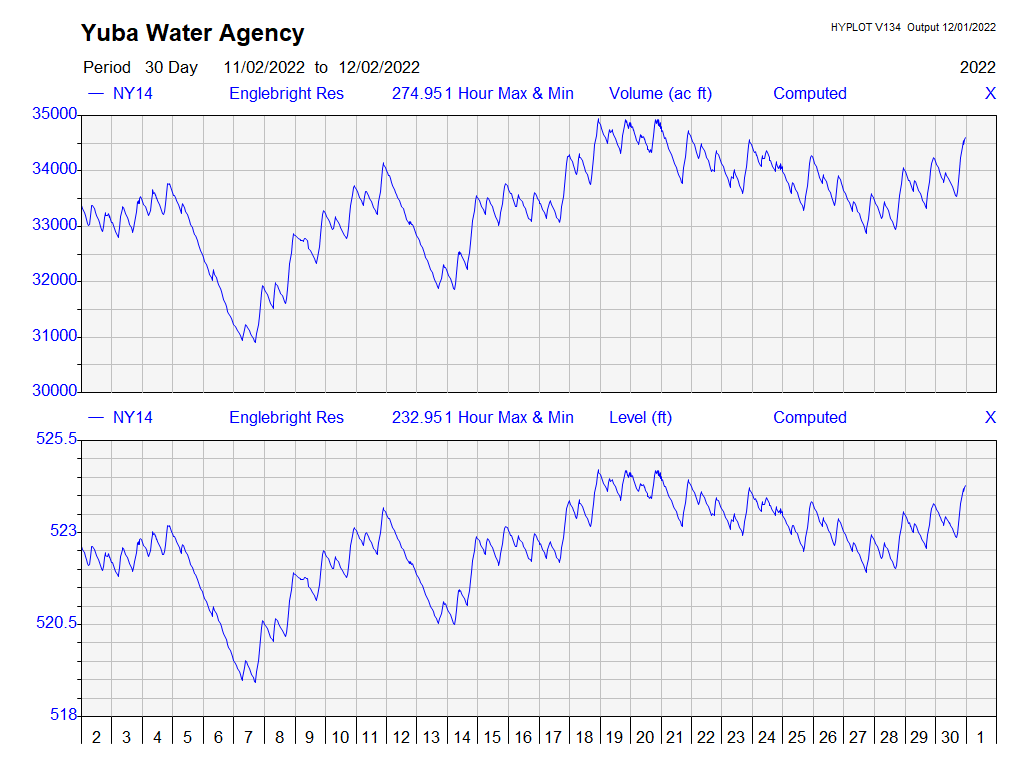 Yuba Water Agency
HYPLOT V134 Output 12/01/2022
Period 30 Day 11/02/2022 to 12/02/2022 2022
NY14 Englebright Res 274.951 Hour Max & Min Volume (ac ft) Computed X
35000
34000
33000
32000
31000
30000
NY14 Englebright Res 232.951 Hour Max & Min Level (ft) Computed X
525.5
523
520.5
518
2 3 4 5 6 7 8 9 10 11 12 13 14 15 16 17 18 19 20 21 22 23 24 25 26 27 28 29 30 1